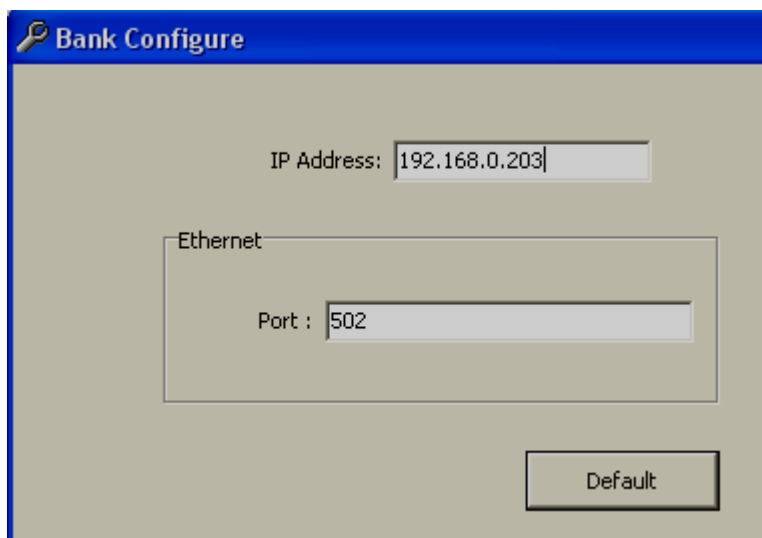 Bank Configure
IP Address: 192.168.0.203
Ethernet
Port : 502
Default